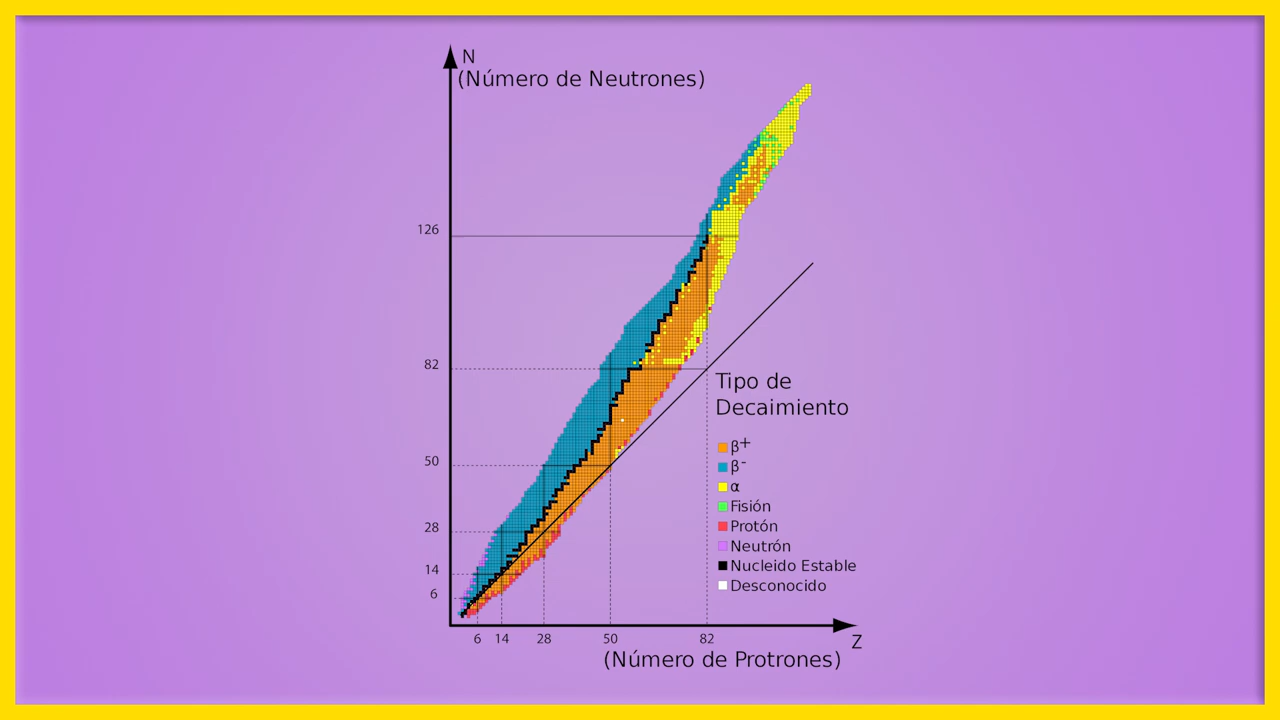 N
(Número de Neutrones)
126
82
50
28
14
6
6 14 28 50 82
Z
(Número de Protrones)
Tipo de
Decaimiento
β+
β-
α
Fisión
Protón
Neutrón
Nucleido Estable
Desconocido